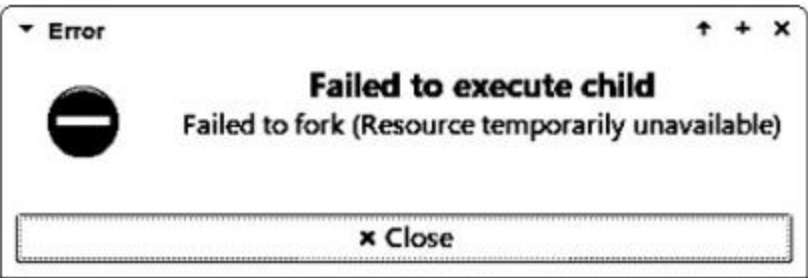 Error
Failed to execute child
Failed to fork (Resource temporarily unavailable)
Close